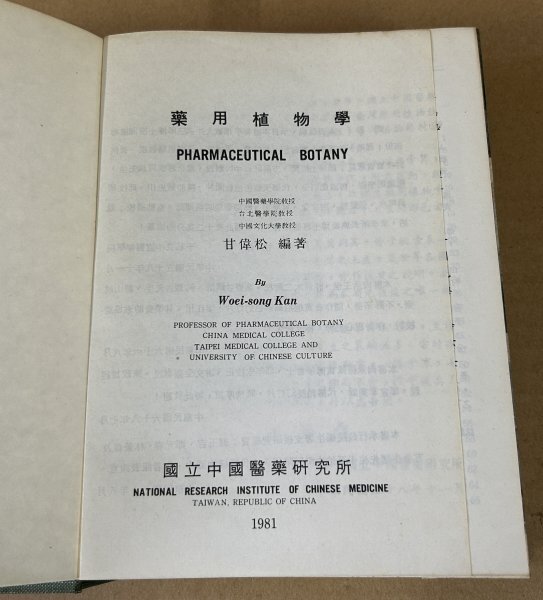 藥用植物學
PHARMACEUTICAL BOTANY
中國醫藥學院教授
台北醫學院教授
中國文化大學教授
甘偉松 編著
By
Woei-song Kan
PROFESSOR OF PHARMACEUTICAL BOTANY
CHINA MEDICAL COLLEGE
TAIPEI MEDICAL COLLEGE AND
UNIVERSITY OF CHINESE CULTURE
國立中國醫藥研究所
NATIONAL RESEARCH INSTITUTE OF CHINESE MEDICINE
TAIWAN, REPUBLIC OF CHINA
1981